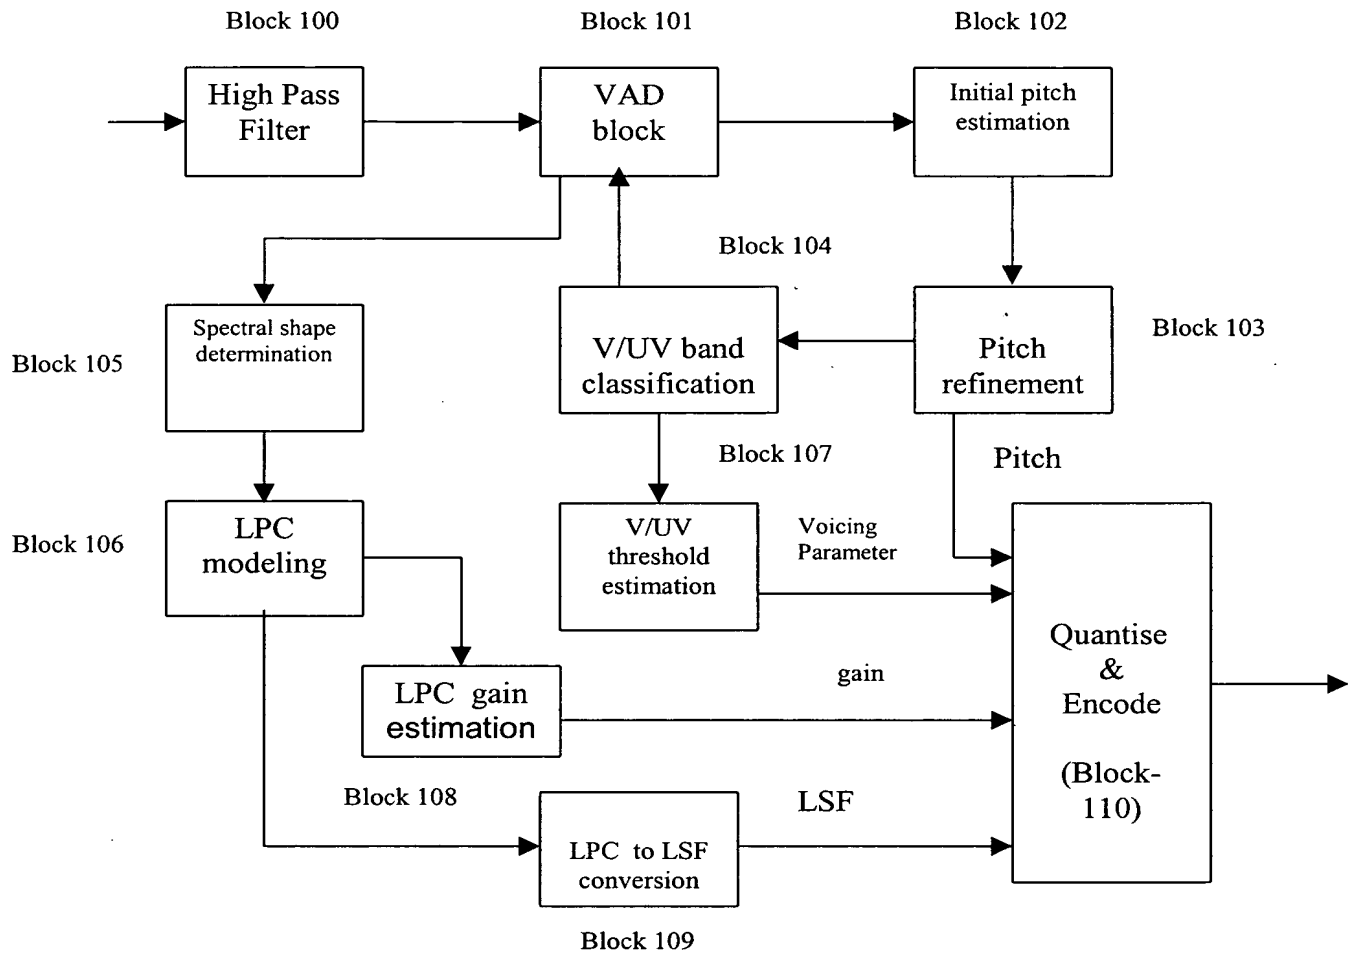 Block 100
Block 101
Block 102
High Pass
Filter
VAD
block
Initial pitch
estimation
Block 104
Spectral shape
determination
Block 105
V/UV band
classification
Pitch
refinement
Block 103
Block 107
Pitch
LPC
modeling
Block 106
V/UV
threshold
estimation
Voicing
Parameter
Quantise
&
Encode
(Block-
110)
LPC gain
estimation
gain
Block 108
LSF
LPC to LSF
conversion
Block 109